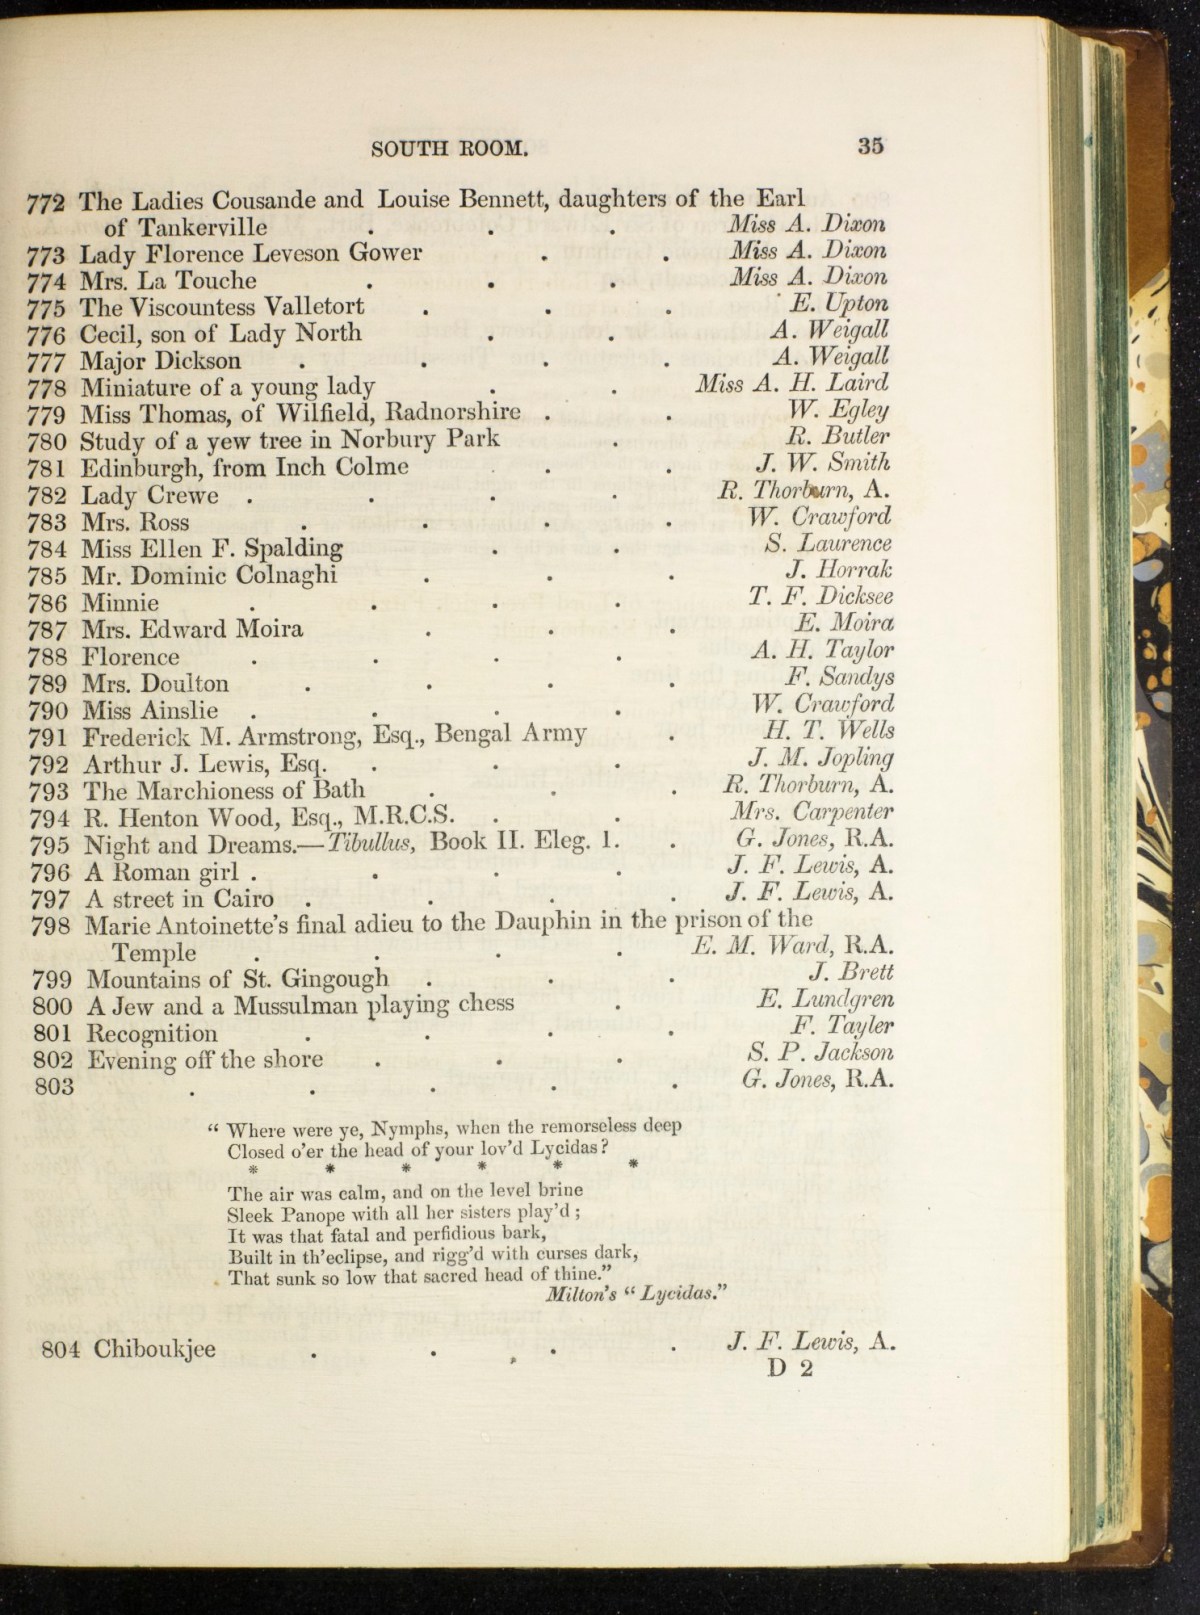 SOUTH ROOM. 35
772 The Ladies Cousande and Louise Bennett, daughters of the Earl
of Tankerville . . . Miss A. Dixon
773 Lady Florence Leveson Gower . . Miss A. Dixon
774 Mrs. La Touche . . . Miss A. Dixon
775 The Viscountess Valletort . . . E. Upton
776 Cecil, son of Lady North . . A. Weigall
777 Major Dickson . . . . A. Weigall
778 Miniature of a young lady . . Miss A. H. Laird
779 Miss Thomas, of Wilfield, Radnorshire . . W. Egley
780 Study of a yew tree in Norbury Park . R. Butler
781 Edinburgh, from Inch Colme . . J. W. Smith
782 Lady Crewe . . . . R. Thorburn, A.
783 Mrs. Ross . . . . W. Crawford
784 Miss Ellen F. Spalding . . S. Laurence
785 Mr. Dominic Colnaghi . . . J. Horrak
786 Minnie . . . . T. F. Dicksee
787 Mrs. Edward Moira . . . E. Moira
788 Florence . . . . A. H. Taylor
789 Mrs. Doulton . . . . F. Sandys
790 Miss Ainslie . . . . W. Crawford
791 Frederick M. Armstrong, Esq., Bengal Army . H. T. Wells
792 Arthur J. Lewis, Esq. . . . J. M. Jopling
793 The Marchioness of Bath . . . R. Thorburn, A.
794 R. Henton Wood, Esq., M.R.C.S. . . Mrs. Carpenter
795 Night and Dreams.—Tibullus, Book II. Eleg. 1. . G. Jones, R.A.
796 A Roman girl . . . . J. F. Lewis, A.
797 A street in Cairo . . . . J. F. Lewis, A.
798 Marie Antoinette's final adieu to the Dauphin in the prison of the
Temple . . . . E. M. Ward, R.A.
799 Mountains of St. Gingough . . . J. Brett
800 A Jew and a Mussulman playing chess . E. Lundgren
801 Recognition . . . . F. Tayler
802 Evening off the shore . . . S. P. Jackson
803 . . . . . G. Jones, R.A.
“ Where were ye, Nymphs, when the remorseless deep
Closed o'er the head of your lov'd Lycidas?
* * * * * *
The air was calm, and on the level brine
Sleek Panope with all her sisters play'd ;
It was that fatal and perfidious bark,
Built in th'eclipse, and rigg'd with curses dark,
That sunk so low that sacred head of thine.”
Milton's “ Lycidas.”
804 Chiboukjee . . . . J. F. Lewis, A.
D 2